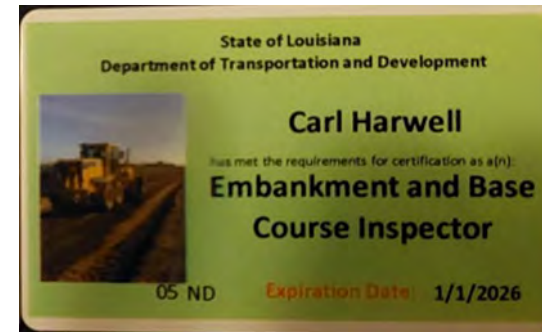 State of Louisiana
Department of Transportation and Development
Carl Harwell
has met the requirements for certification as a(n):
Embankment and Base
Course Inspector
05 ND Expiration Date: 1/1/2026